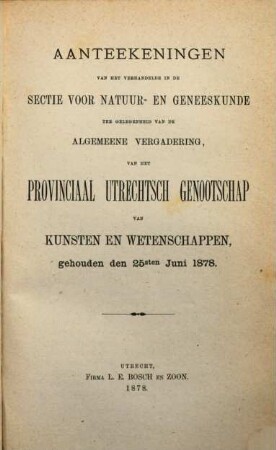 AANTEEKENINGEN
VAN HET VERHANDELDE IN DE
SECTIE VOOR NATUUR- EN GENEESKUNDE
TER GELEGENHEID VAN DE
ALGEMEENE VERGADERING,
VAN HET
PROVINCIAAL UTRECHTSCH GENOOTSCHAP
VAN
KUNSTEN EN WETENSCHAPPEN,
gehouden den 25sten Juni 1878.
UTRECHT,
FIRMA L. E. BOSCH EN ZOON.
1878.